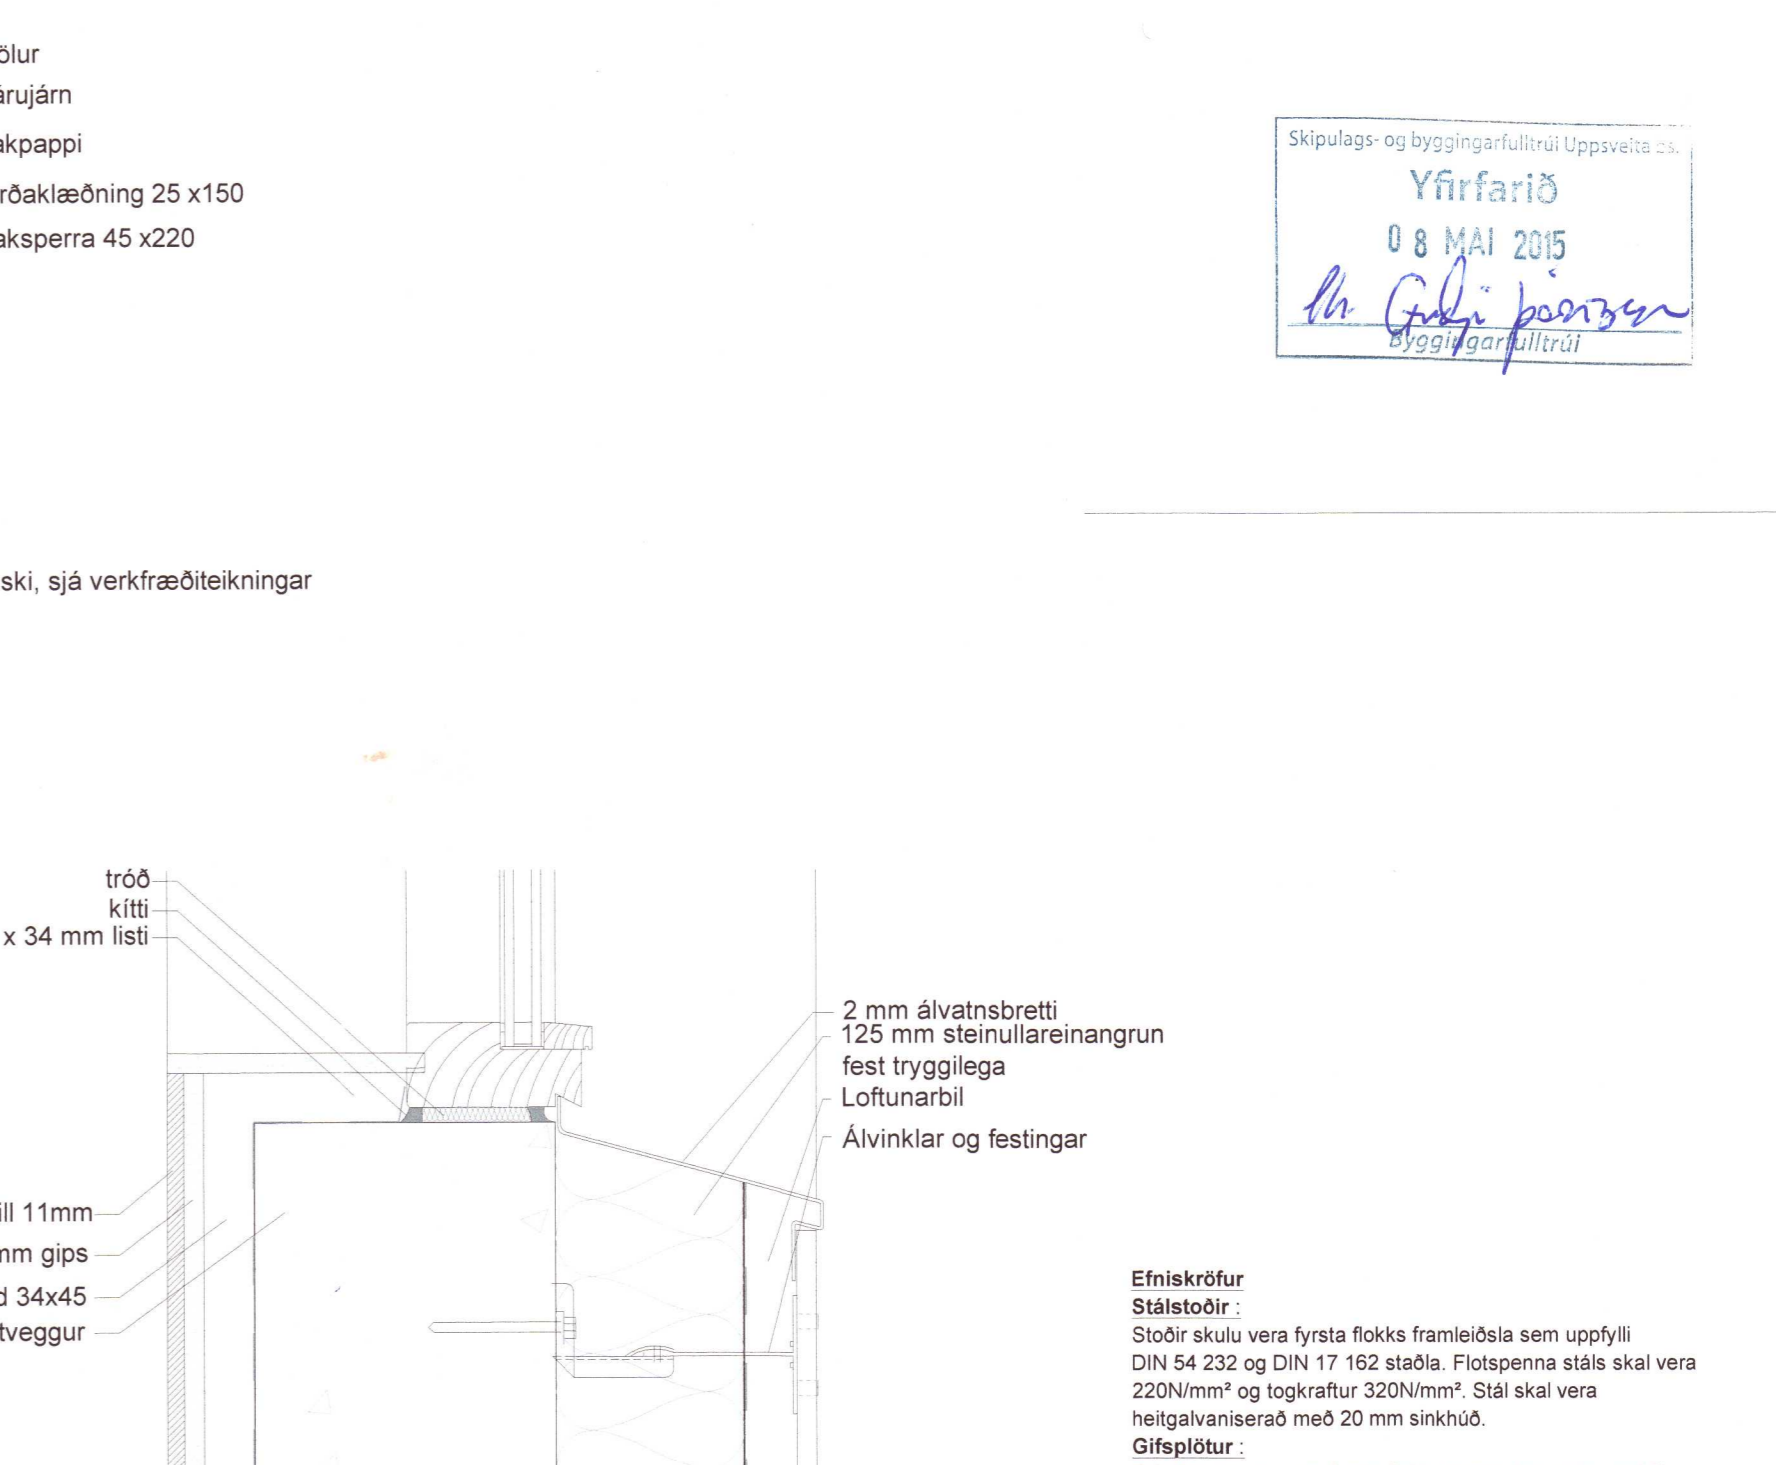 ölur
árujárn
akpappi
rðaklæðning 25 x150
aksperra 45 x220
Skipulags- og byggingarfulltrúi Uppsveita bs.
Yfirfarið
08 MAI 2015
Byggingarfulltrúi
ski, sjá verkfræðiteikningar
tróð
kítti
x 34 mm listi
2 mm álvatnsbretti
125 mm steinullareinangrun
fest tryggilega
Loftunarbil
Álvinklar og festingar
ill 11mm
mm gips
d 34x45
tveggur
Efniskröfur
Stálstoðir :
Stoðir skulu vera fyrsta flokks framleiðsla sem uppfylli
DIN 54 232 og DIN 17 162 staðla. Flotspenna stáls skal vera
220N/mm² og togkraftur 320N/mm². Stál skal vera
heitgalvaniserað með 20 mm sinkhúð.
Gifsplötur :